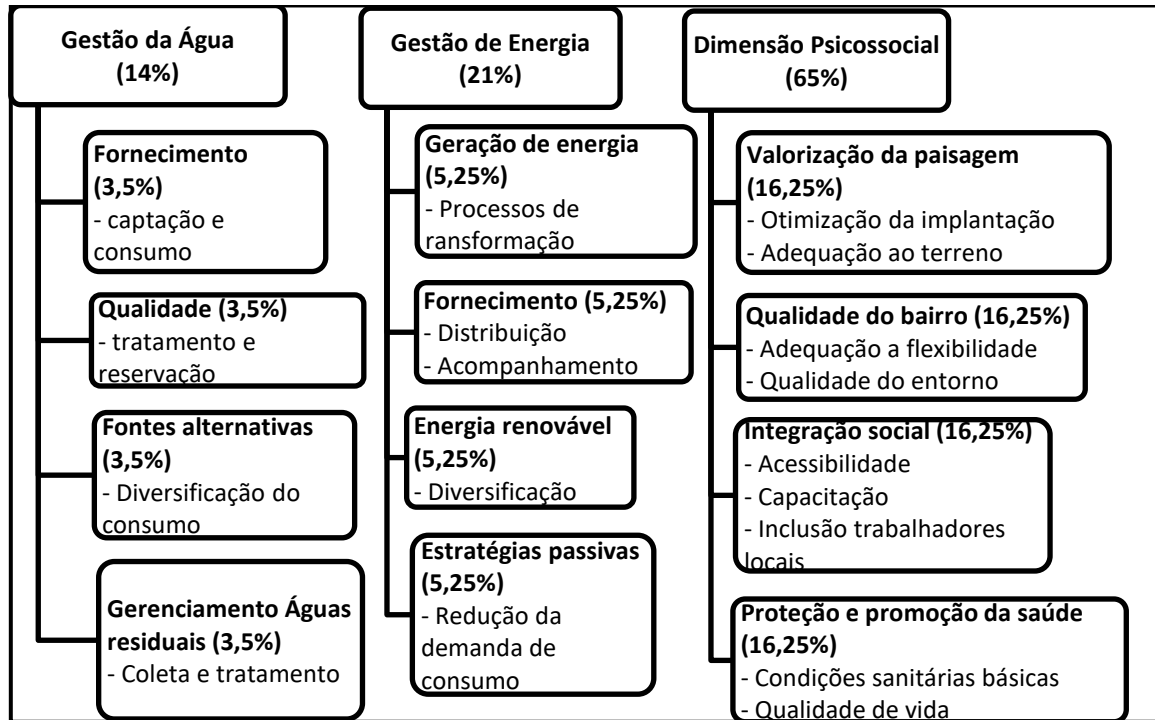 Gestão da Água
(14%)
Fornecimento
(3,5%)
- captação e
consumo
Qualidade (3,5%)
- tratamento e
reservação
Fontes alternativas
(3,5%)
- Diversificação do
consumo
Gerenciamento Águas
residuais (3,5%)
- Coleta e tratamento
Gestão de Energia
(21%)
Geração de energia
(5,25%)
- Processos de
ransformação
Fornecimento (5,25%)
- Distribuição
- Acompanhamento
Energia renovável
(5,25%)
- Diversificação
Estratégias passivas
(5,25%)
- Redução da
demanda de
consumo
Dimensão Psicossocial
(65%)
Valorização da paisagem
(16,25%)
- Otimização da implantação
- Adequação ao terreno
Qualidade do bairro (16,25%)
- Adequação a flexibilidade
- Qualidade do entorno
Integração social (16,25%)
- Acessibilidade
- Capacitação
- Inclusão trabalhadores
locais
Proteção e promoção da saúde
(16,25%)
- Condições sanitárias básicas
- Qualidade de vida